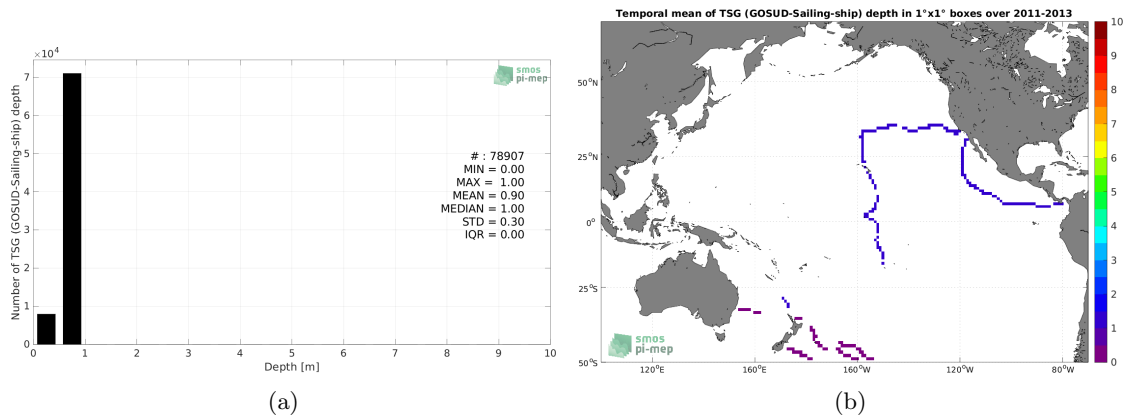 ×10⁴
7
6
5
4
3
2
1
0
Number of TSG (GOSUD-Sailing-ship) depth
smos
pi-mep
# : 78907
MIN = 0.00
MAX = 1.00
MEAN = 0.90
MEDIAN = 1.00
STD = 0.30
IQR = 0.00
0 1 2 3 4 5 6 7 8 9 10
Depth [m]
(a)
Temporal mean of TSG (GOSUD-Sailing-ship) depth in 1°x1° boxes over 2011-2013
50°N
25°N
0°
25°S
50°S
120°E 160°E 160°W 120°W 80°W
smos
pi-mep
10
9
8
7
6
5
4
3
2
1
0
(b)